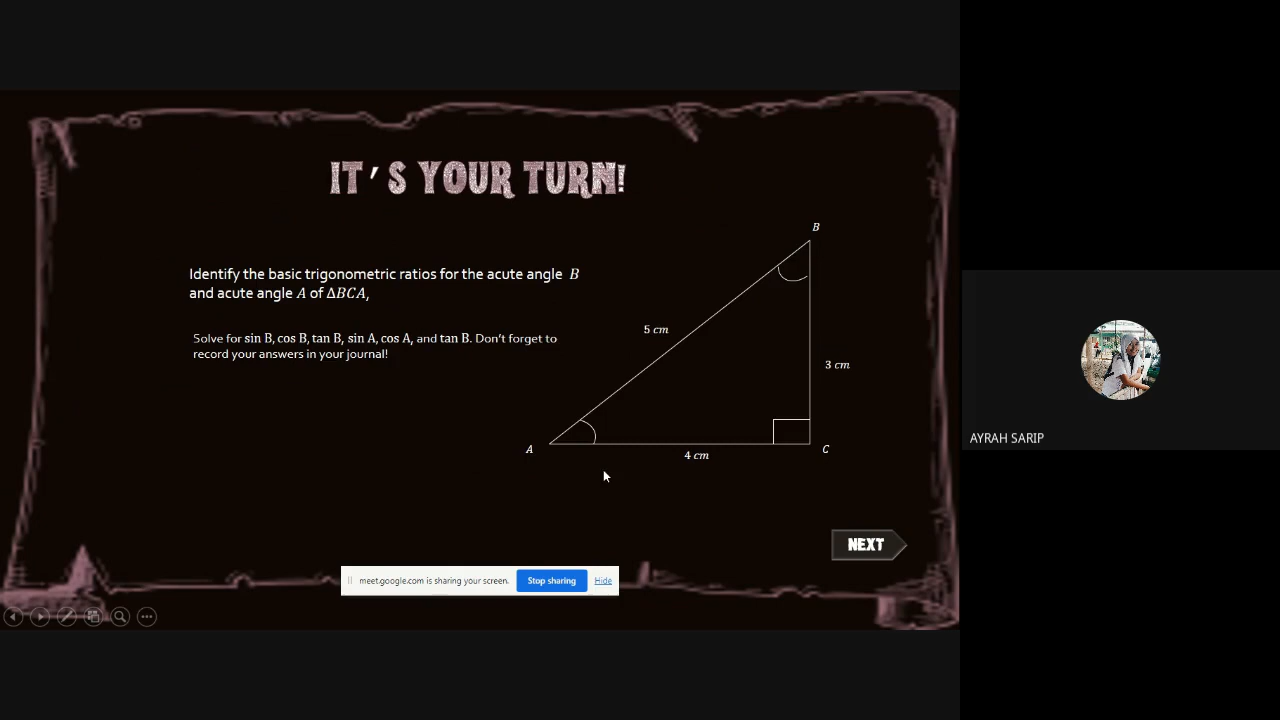 IT'S YOUR TURN!
B
Identify the basic trigonometric ratios for the acute angle B
and acute angle A of ΔBCA,
5 cm
Solve for sin B, cos B, tan B, sin A, cos A, and tan B. Don't forget to
record your answers in your journal!
3 cm
A
4 cm
C
AYRAH SARIP
NEXT
meet.google.com is sharing your screen.
Stop sharing
Hide